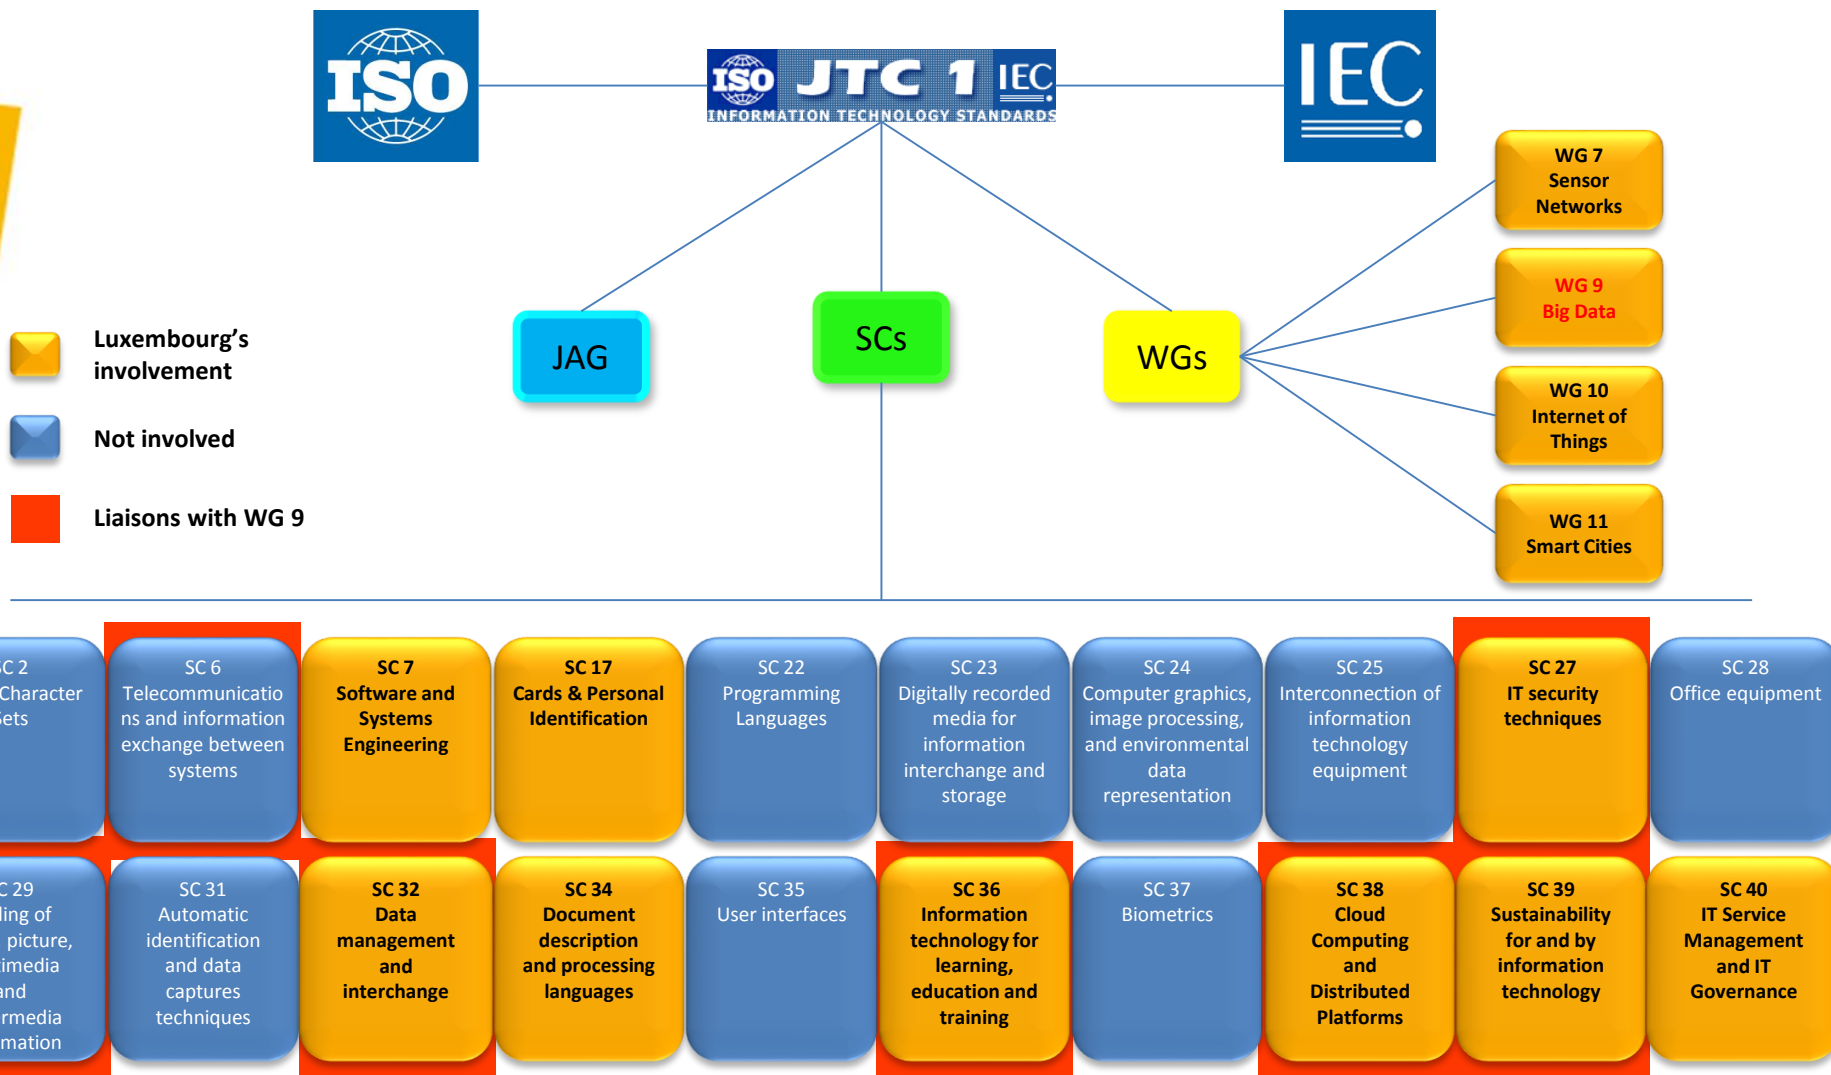 ISO
ISO JTC 1 IEC
INFORMATION TECHNOLOGY STANDARDS
IEC
WG 7
Sensor
Networks
WG 9
Big Data
WG 10
Internet of
Things
WG 11
Smart Cities
JAG
SCs
WGs
Luxembourg’s
involvement
Not involved
Liaisons with WG 9
SC 2
Character
Sets
SC 6
Telecommunicatio
ns and information
exchange between
systems
SC 7
Software and
Systems
Engineering
SC 17
Cards & Personal
Identification
SC 22
Programming
Languages
SC 23
Digitally recorded
media for
information
interchange and
storage
SC 24
Computer graphics,
image processing,
and environmental
data
representation
SC 25
Interconnection of
information
technology
equipment
SC 27
IT security
techniques
SC 28
Office equipment
29
of
picture,
and
SC 31
Automatic
identification
and data
captures
techniques
SC 32
Data
management
and
interchange
SC 34
Document
description
and processing
languages
SC 35
User interfaces
SC 36
Information
technology for
learning,
education and
training
SC 37
Biometrics
SC 38
Cloud
Computing
and
Distributed
Platforms
SC 39
Sustainability
for and by
information
technology
SC 40
IT Service
Management
and IT
Governance